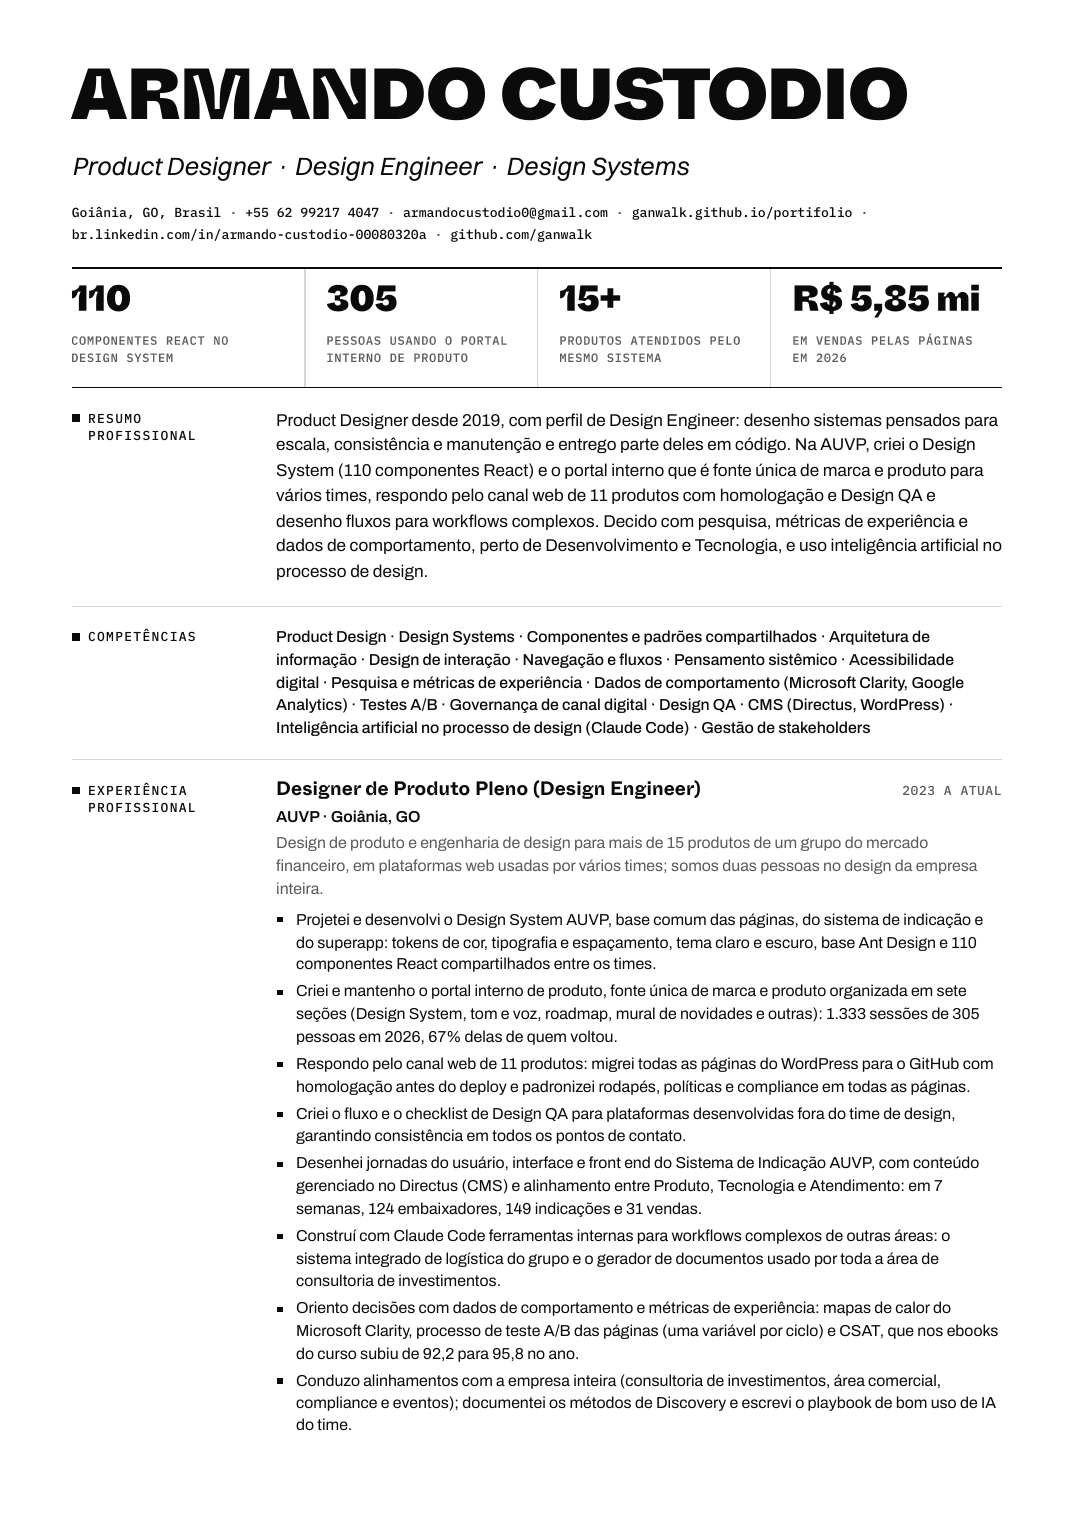 ARMANDO CUSTODIO
Product Designer · Design Engineer · Design Systems
Goiânia, GO, Brasil · +55 62 99217 4047 · armandocustodio0@gmail.com · ganwalk.github.io/portifolio ·
br.linkedin.com/in/armando-custodio-00080320a · github.com/ganwalk
110
COMPONENTES REACT NO
DESIGN SYSTEM
305
PESSOAS USANDO O PORTAL
INTERNO DE PRODUTO
15+
PRODUTOS ATENDIDOS PELO
MESMO SISTEMA
R$ 5,85 mi
EM VENDAS PELAS PÁGINAS
EM 2026
RESUMO
PROFISSIONAL
Product Designer desde 2019, com perfil de Design Engineer: desenho sistemas pensados para
escala, consistência e manutenção e entrego parte deles em código. Na AUVP, criei o Design
System (110 componentes React) e o portal interno que é fonte única de marca e produto para
vários times, respondo pelo canal web de 11 produtos com homologação e Design QA e
desenho fluxos para workflows complexos. Decido com pesquisa, métricas de experiência e
dados de comportamento, perto de Desenvolvimento e Tecnologia, e uso inteligência artificial no
processo de design.
COMPETÊNCIAS
Product Design · Design Systems · Componentes e padrões compartilhados · Arquitetura de
informação · Design de interação · Navegação e fluxos · Pensamento sistêmico · Acessibilidade
digital · Pesquisa e métricas de experiência · Dados de comportamento (Microsoft Clarity, Google
Analytics) · Testes A/B · Governança de canal digital · Design QA · CMS (Directus, WordPress) ·
Inteligência artificial no processo de design (Claude Code) · Gestão de stakeholders
EXPERIÊNCIA
PROFISSIONAL
Designer de Produto Pleno (Design Engineer)
2023 A ATUAL
AUVP · Goiânia, GO
Design de produto e engenharia de design para mais de 15 produtos de um grupo do mercado
financeiro, em plataformas web usadas por vários times; somos duas pessoas no design da empresa
inteira.
Projetei e desenvolvi o Design System AUVP, base comum das páginas, do sistema de indicação e
do superapp: tokens de cor, tipografia e espaçamento, tema claro e escuro, base Ant Design e 110
componentes React compartilhados entre os times.
Criei e mantenho o portal interno de produto, fonte única de marca e produto organizada em sete
seções (Design System, tom e voz, roadmap, mural de novidades e outras): 1.333 sessões de 305
pessoas em 2026, 67% delas de quem voltou.
Respondo pelo canal web de 11 produtos: migrei todas as páginas do WordPress para o GitHub com
homologação antes do deploy e padronizei rodapés, políticas e compliance em todas as páginas.
Criei o fluxo e o checklist de Design QA para plataformas desenvolvidas fora do time de design,
garantindo consistência em todos os pontos de contato.
Desenhei jornadas do usuário, interface e front end do Sistema de Indicação AUVP, com conteúdo
gerenciado no Directus (CMS) e alinhamento entre Produto, Tecnologia e Atendimento: em 7
semanas, 124 embaixadores, 149 indicações e 31 vendas.
Construí com Claude Code ferramentas internas para workflows complexos de outras áreas: o
sistema integrado de logística do grupo e o gerador de documentos usado por toda a área de
consultoria de investimentos.
Oriento decisões com dados de comportamento e métricas de experiência: mapas de calor do
Microsoft Clarity, processo de teste A/B das páginas (uma variável por ciclo) e CSAT, que nos ebooks
do curso subiu de 92,2 para 95,8 no ano.
Conduzo alinhamentos com a empresa inteira (consultoria de investimentos, área comercial,
compliance e eventos); documentei os métodos de Discovery e escrevi o playbook de bom uso de IA
do time.